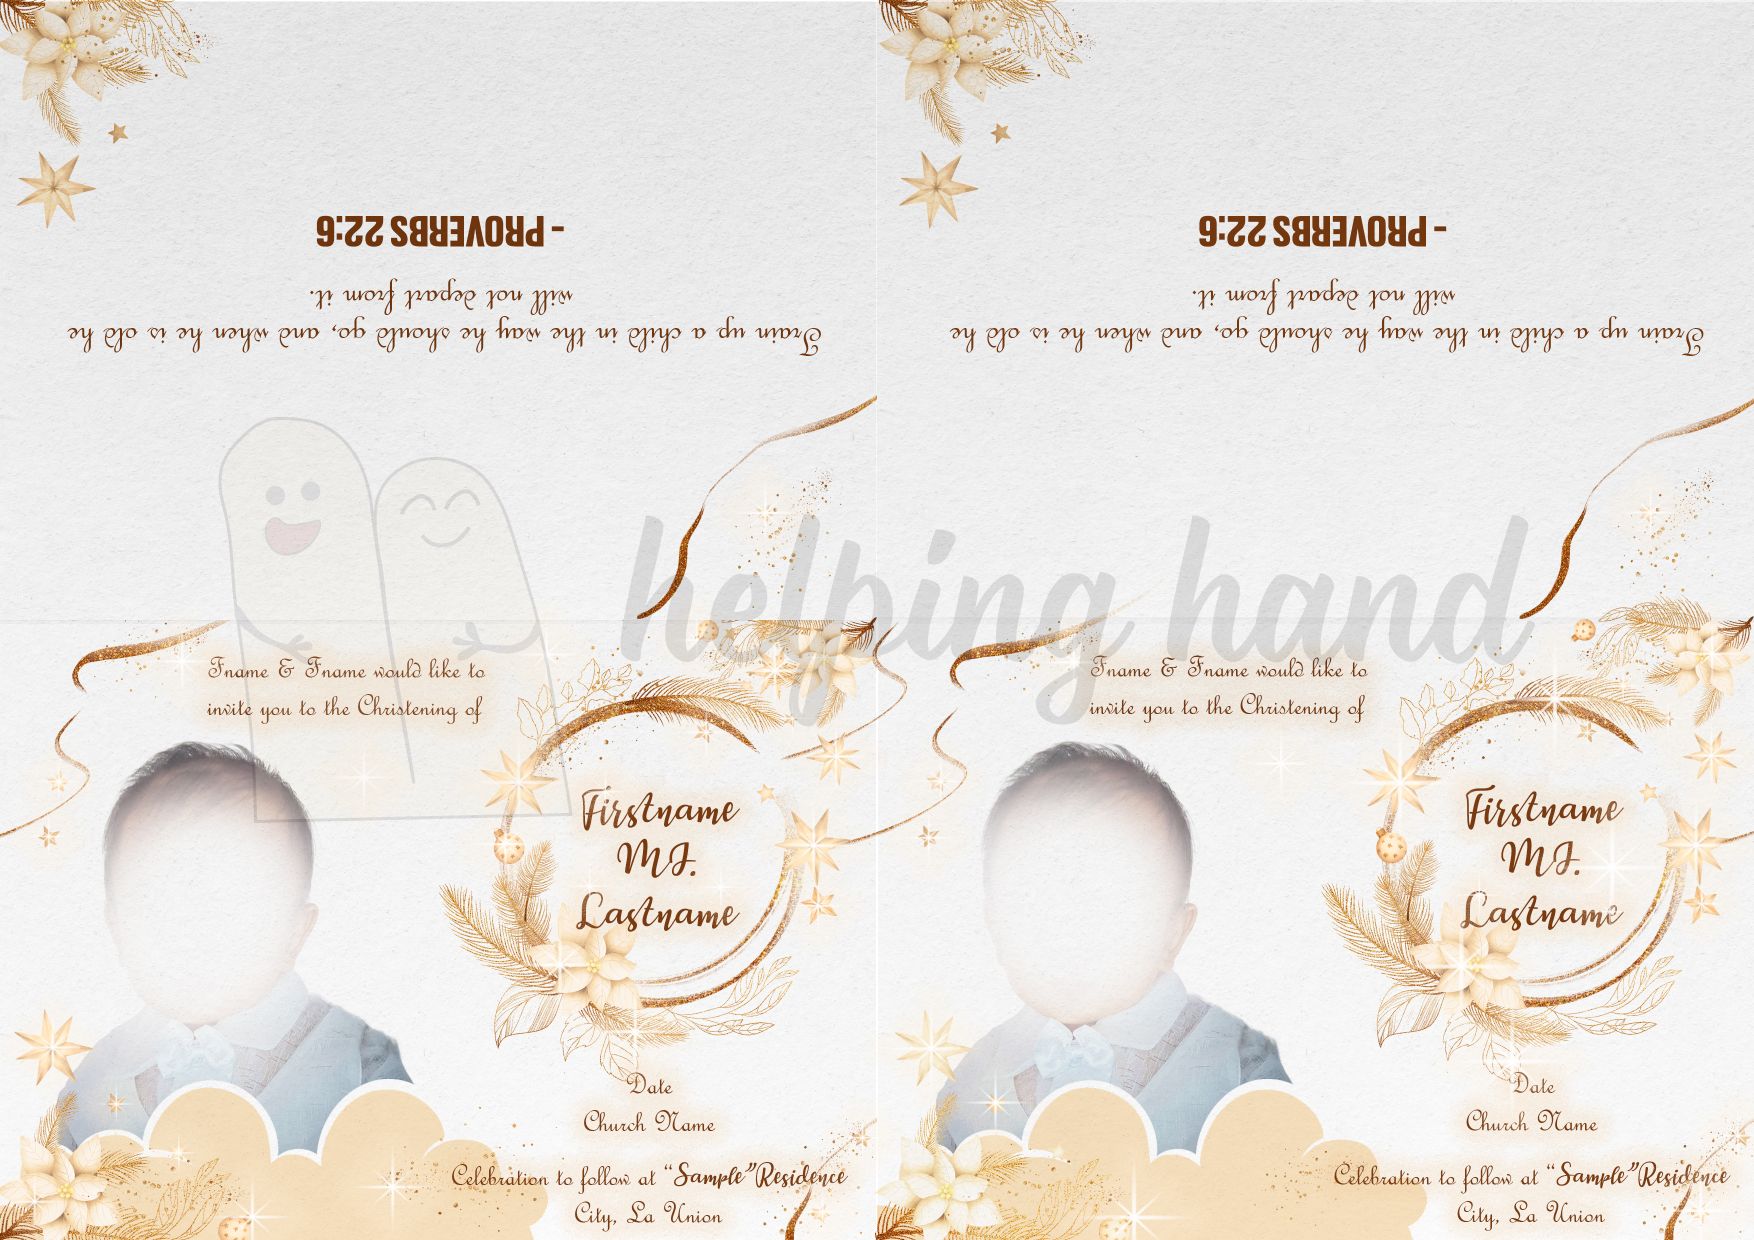 Train up a child in the way he should go, and when he is old he
will not depart from it.
- PROVERBS 22:6
Train up a child in the way he should go, and when he is old he
will not depart from it.
- PROVERBS 22:6
helping hand
Fname & Fname would like to
invite you to the Christening of
Firstname
MI.
Lastname
Date
Church Name
Celebration to follow at "Sample"Residence
City, La Union
Fname & Fname would like to
invite you to the Christening of
Firstname
MI.
Lastname
Date
Church Name
Celebration to follow at "Sample"Residence
City, La Union